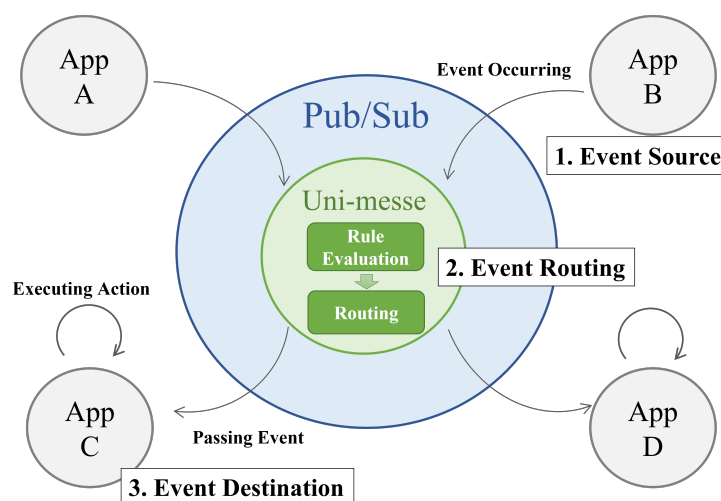 App
A
Event Occurring
App
B
Pub/Sub
1. Event Source
Uni-messe
Rule
Evaluation
2. Event Routing
Executing Action
Routing
App
C
App
D
Passing Event
3. Event Destination